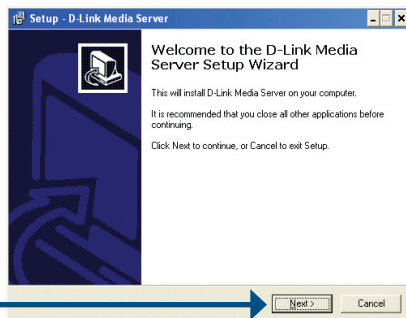 Setup - D-Link Media Server
Welcome to the D-Link Media
Server Setup Wizard
This will install D-Link Media Server on your computer.
It is recommended that you close all other applications before
continuing.
Click Next to continue, or Cancel to exit Setup.
Next >
Cancel